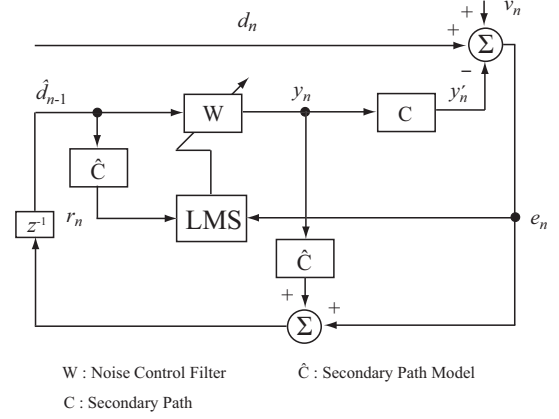 v_n
d_n
+
+
Σ
−
d̂_{n-1}
W
y_n
C
y'_n
Ĉ
r_n
z^{-1}
LMS
e_n
Ĉ
+
+
Σ
W : Noise Control Filter
Ĉ : Secondary Path Model
C : Secondary Path